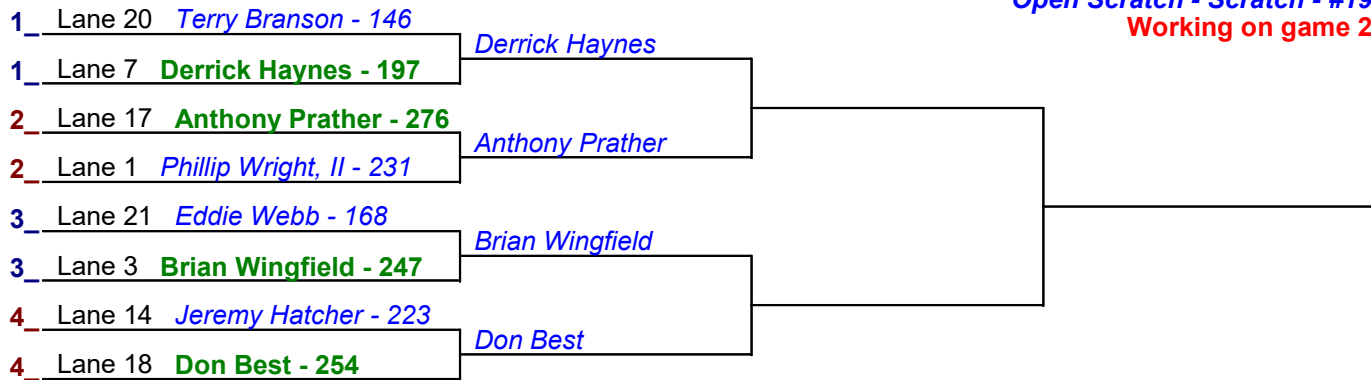 Open Scratch - Scratch - #19
Working on game 2
1_ Lane 20 Terry Branson - 146
Derrick Haynes
1_ Lane 7 Derrick Haynes - 197
2_ Lane 17 Anthony Prather - 276
Anthony Prather
2_ Lane 1 Phillip Wright, II - 231
3_ Lane 21 Eddie Webb - 168
Brian Wingfield
3_ Lane 3 Brian Wingfield - 247
4_ Lane 14 Jeremy Hatcher - 223
Don Best
4_ Lane 18 Don Best - 254